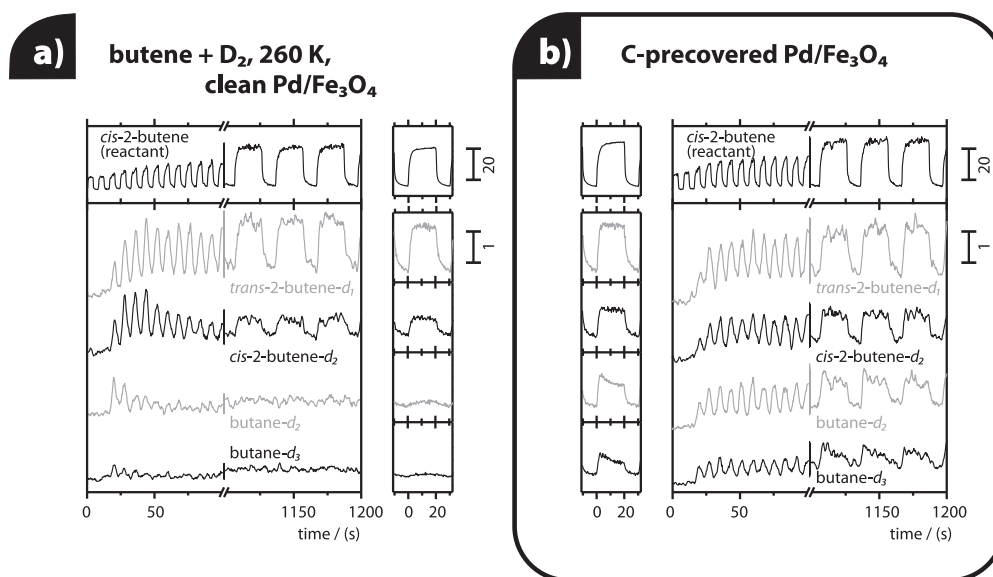 a)
butene + D₂, 260 K,
clean Pd/Fe₃O₄
cis-2-butene
(reactant)
20
1
trans-2-butene-d₁
cis-2-butene-d₂
butane-d₂
butane-d₃
0 50 1150 1200
time / (s)
0 20
b)
C-precovered Pd/Fe₃O₄
cis-2-butene
(reactant)
20
1
trans-2-butene-d₁
cis-2-butene-d₂
butane-d₂
butane-d₃
0 20
0 50 1150 1200
time / (s)